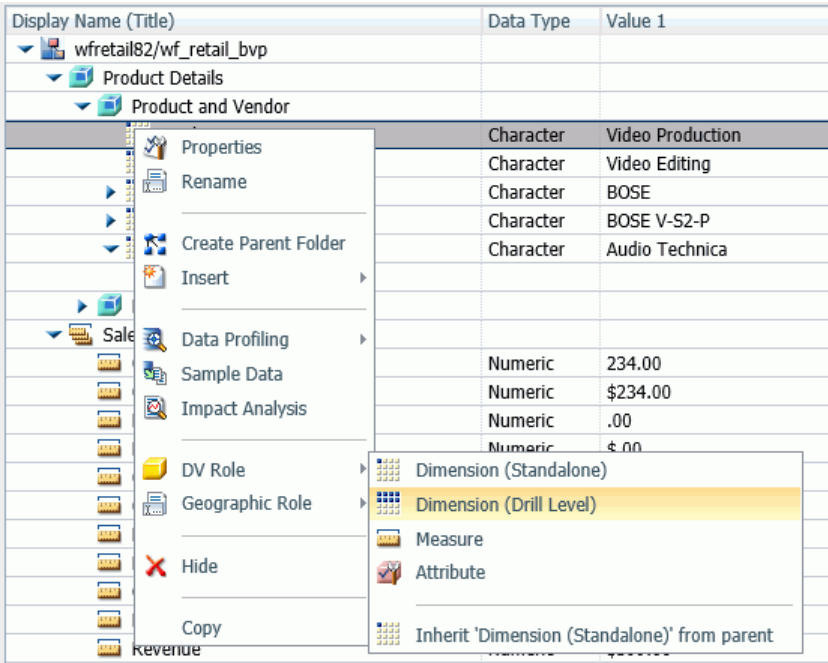 Display Name (Title) Data Type Value 1
wfretail82/wf_retail_bvp
Product Details
Product and Vendor
Character Video Production
Properties
Character Video Editing
Rename
Character BOSE
Character BOSE V-S2-P
Create Parent Folder
Character Audio Technica
Insert
Sale
Data Profiling
Numeric 234.00
Sample Data
Numeric $234.00
Impact Analysis
Numeric .00
Numeric $.00
DV Role
Dimension (Standalone)
Geographic Role
Dimension (Drill Level)
Measure
Hide
Attribute
Copy
Inherit 'Dimension (Standalone)' from parent
Revenue